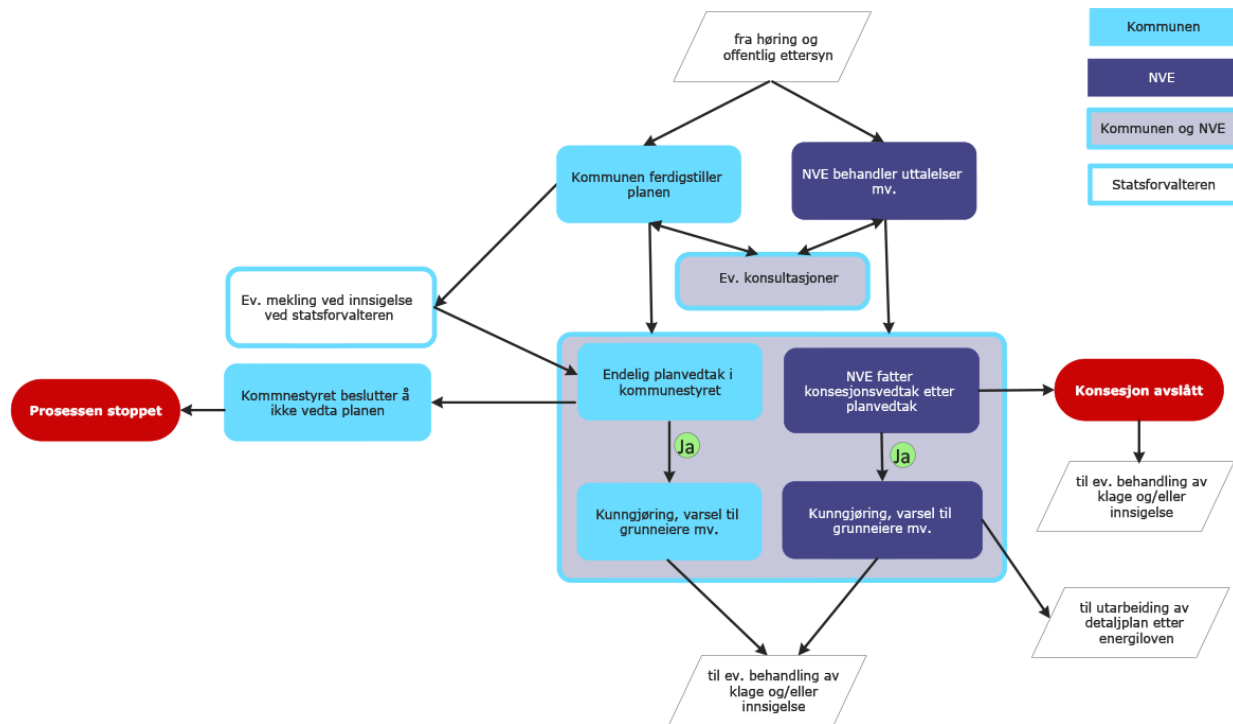 fra høring og
offentlig ettersyn
Kommunen
NVE
Kommunen og NVE
Statsforvalteren
Kommunen ferdigstiller
planen
NVE behandler uttalelser
mv.
Ev. konsultasjoner
Ev. mekling ved innsigelse
ved statsforvalteren
Endelig planvedtak i
kommunestyret
NVE fatter
konsesjonsvedtak etter
planvedtak
Konsesjon avslått
Prosessen stoppet
Kommnestyret beslutter å
ikke vedta planen
Ja
Ja
til ev. behandling av
klage og/eller
innsigelse
Kunngjøring, varsel til
grunneiere mv.
Kunngjøring, varsel til
grunneiere mv.
til utarbeiding av
detaljplan etter
energiloven
til ev. behandling av
klage og/eller
innsigelse